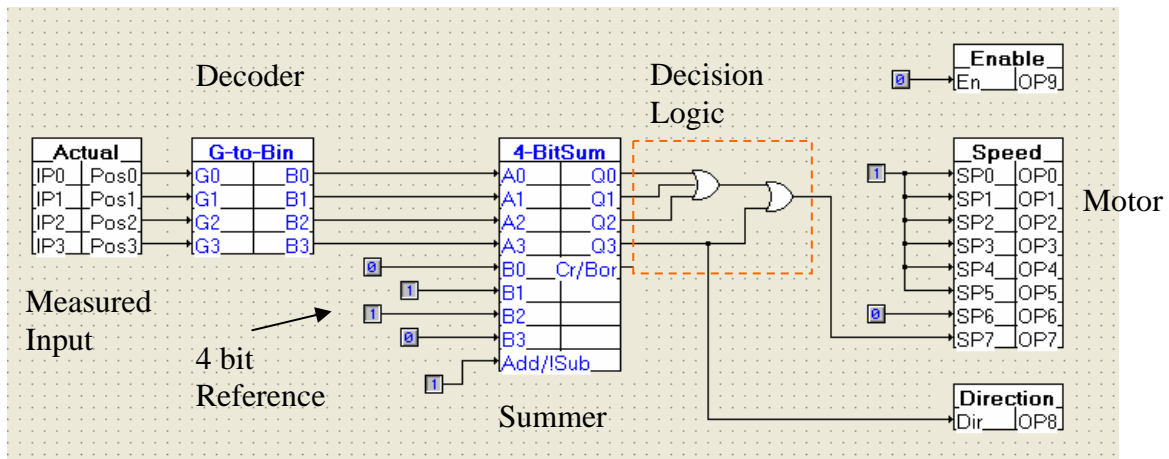 Decoder
Decision
Logic
Enable
0
En OP9
Actual
IP0 Pos0
IP1 Pos1
IP2 Pos2
IP3 Pos3
G-to-Bin
G0 B0
G1 B1
G2 B2
G3 B3
4-BitSum
A0 Q0
A1 Q1
A2 Q2
A3 Q3
B0 Cr/Bor
B1
B2
B3
Add/!Sub
0
1
1
0
1
1
0
Speed
SP0 OP0
SP1 OP1
SP2 OP2
SP3 OP3
SP4 OP4
SP5 OP5
SP6 OP6
SP7 OP7
Motor
Measured
Input
4 bit
Reference
Summer
Direction
Dir OP8